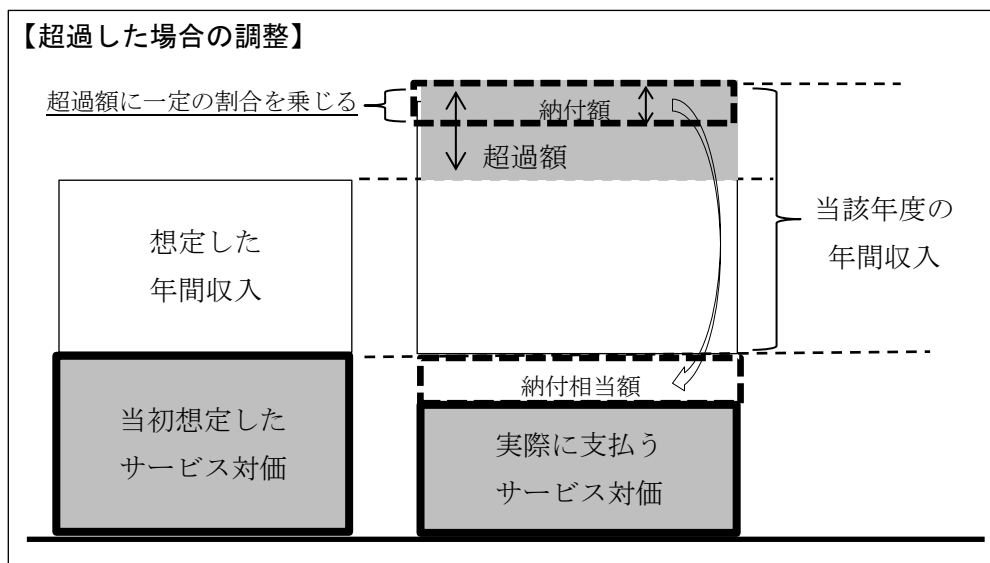 【超過した場合の調整】
超過額に一定の割合を乗じる
納付額
超過額
想定した
年間収入
当該年度の
年間収入
納付相当額
当初想定した
サービス対価
実際に支払う
サービス対価